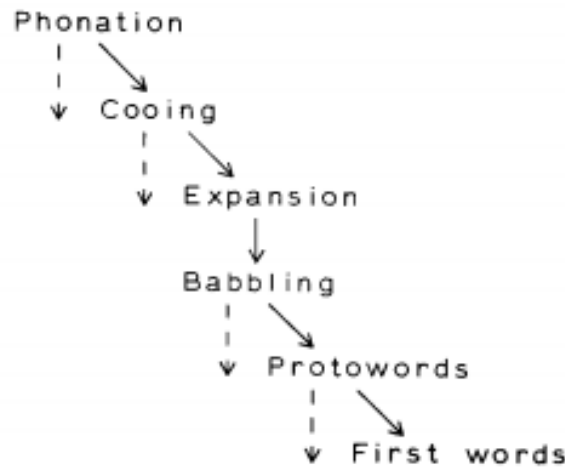 Phonation
Cooing
Expansion
Babbling
Protowords
First words